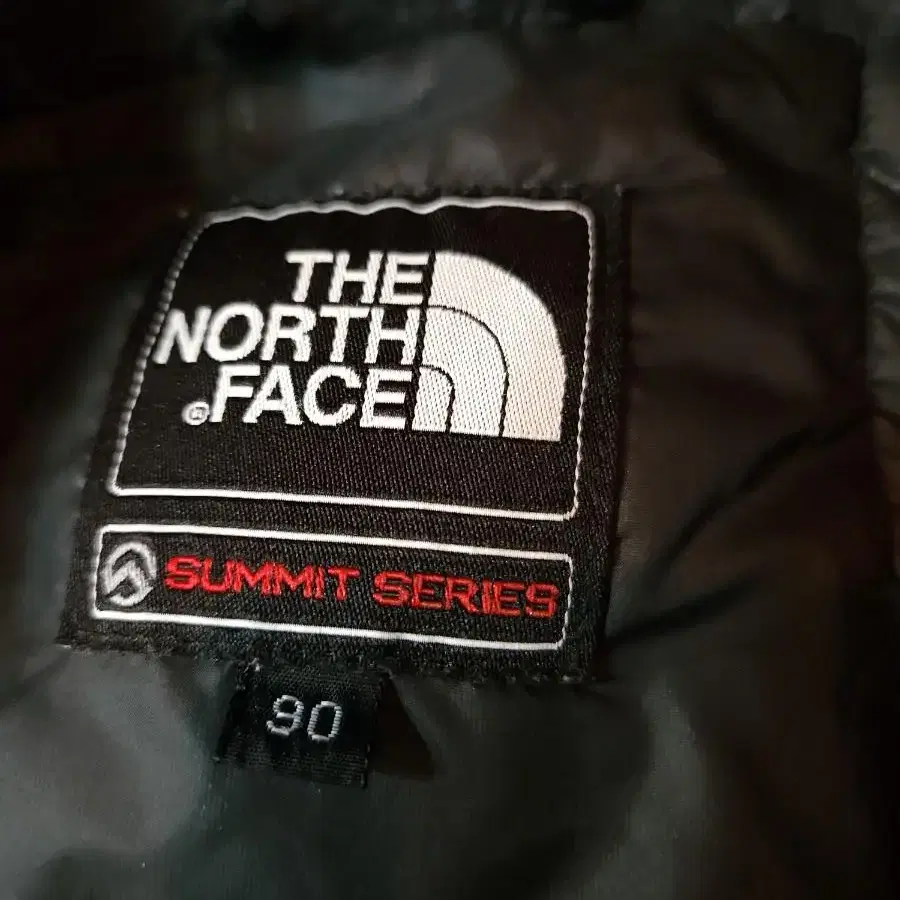 THE
NORTH
FACE
®
SUMMIT SERIES
90